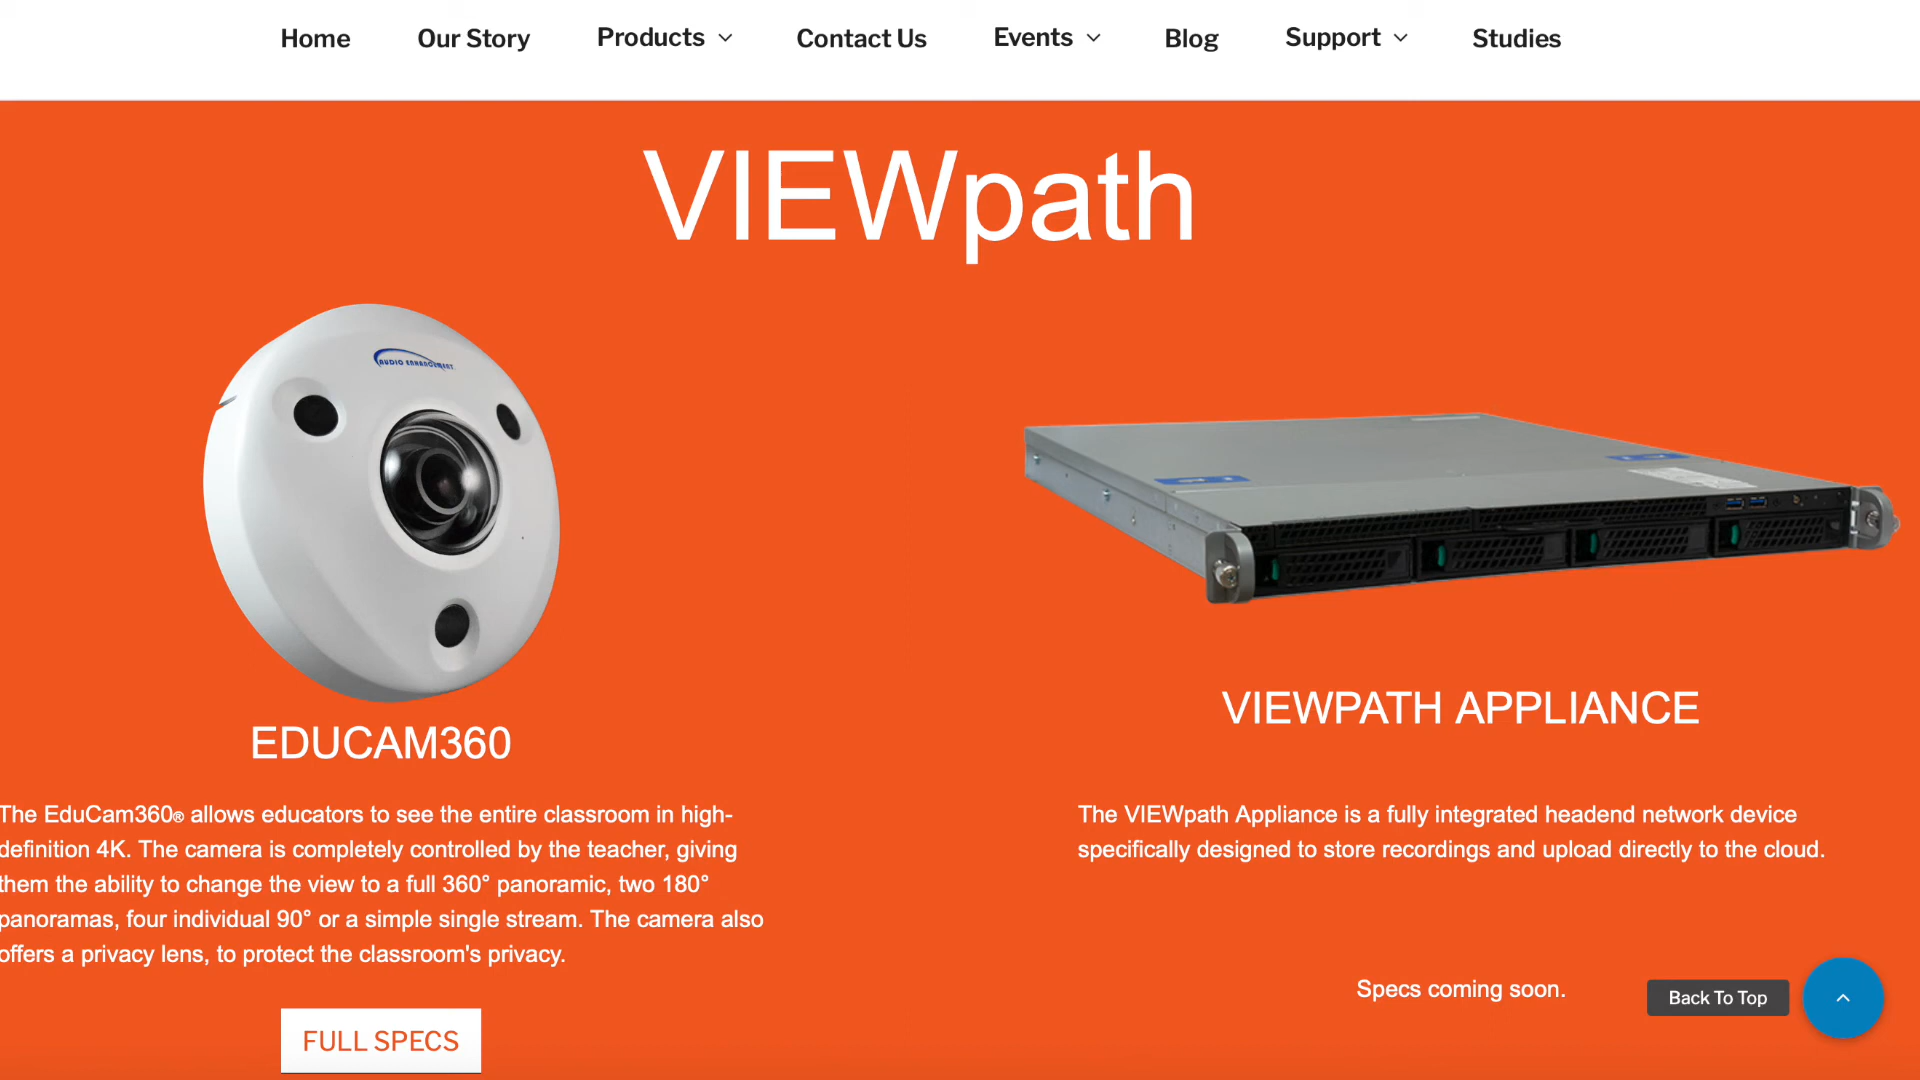 Home Our Story Products Contact Us Events Blog Support Studies
VIEWpath
AUDIO ENHANCEMENT
EDUCAM360
The EduCam360® allows educators to see the entire classroom in high-
definition 4K. The camera is completely controlled by the teacher, giving
them the ability to change the view to a full 360° panoramic, two 180°
panoramas, four individual 90° or a simple single stream. The camera also
offers a privacy lens, to protect the classroom's privacy.
FULL SPECS
VIEWPATH APPLIANCE
The VIEWpath Appliance is a fully integrated headend network device
specifically designed to store recordings and upload directly to the cloud.
Specs coming soon.
Back To Top